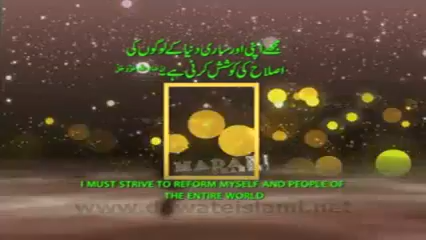 مجھے اپنی اور ساری دنیا کے لوگوں کی
اصلاح کی کوشش کرنی ہے
MARARI
I MUST STRIVE TO REFORM MYSELF AND PEOPLE OF
THE ENTIRE WORLD
www.dawateislami.net